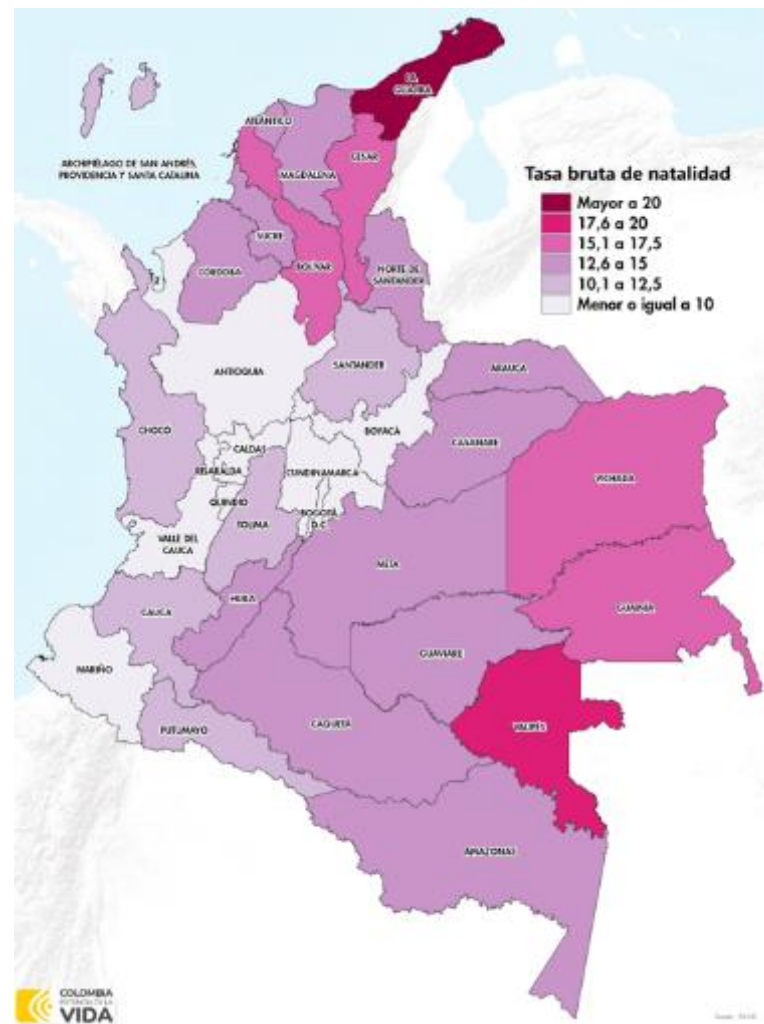 LA
GUAJIRA
ATLÁNTICO
ARCHIPIÉLAGO DE SAN ANDRÉS,
PROVIDENCIA Y SANTA CATALINA
MAGDALENA
CESAR
Tasa bruta de natalidad
Mayor a 20
17,6 a 20
15,1 a 17,5
12,6 a 15
10,1 a 12,5
Menor o igual a 10
SUCRE
CÓRDOBA
BOLÍVAR
NORTE DE
SANTANDER
ANTIOQUIA
SANTANDER
ARAUCA
CHOCÓ
BOYACÁ
CASANARE
CALDAS
RISARALDA
CUNDINAMARCA
VICHADA
QUINDÍO
BOGOTÁ
D.C
TOLIMA
VALLE DEL
CAUCA
META
HUILA
CAUCA
GUAINÍA
GUAVIARE
NARIÑO
VAUPÉS
CAQUETÁ
PUTUMAYO
AMAZONAS
COLOMBIA
POTENCIA DE LA
VIDA